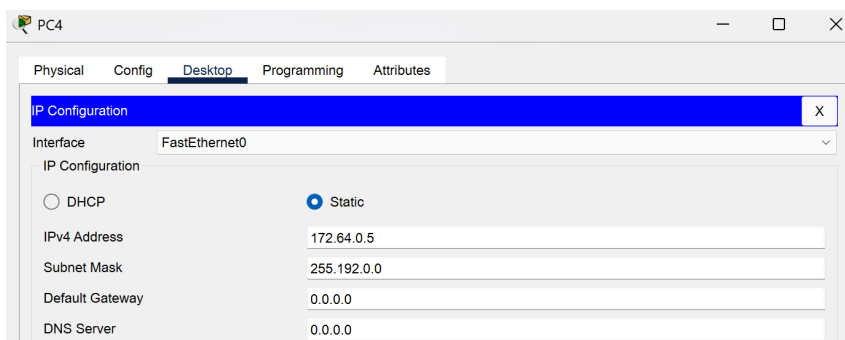 PC4
Physical Config Desktop Programming Attributes
IP Configuration X
Interface FastEthernet0
IP Configuration
DHCP Static
IPv4 Address 172.64.0.5
Subnet Mask 255.192.0.0
Default Gateway 0.0.0.0
DNS Server 0.0.0.0